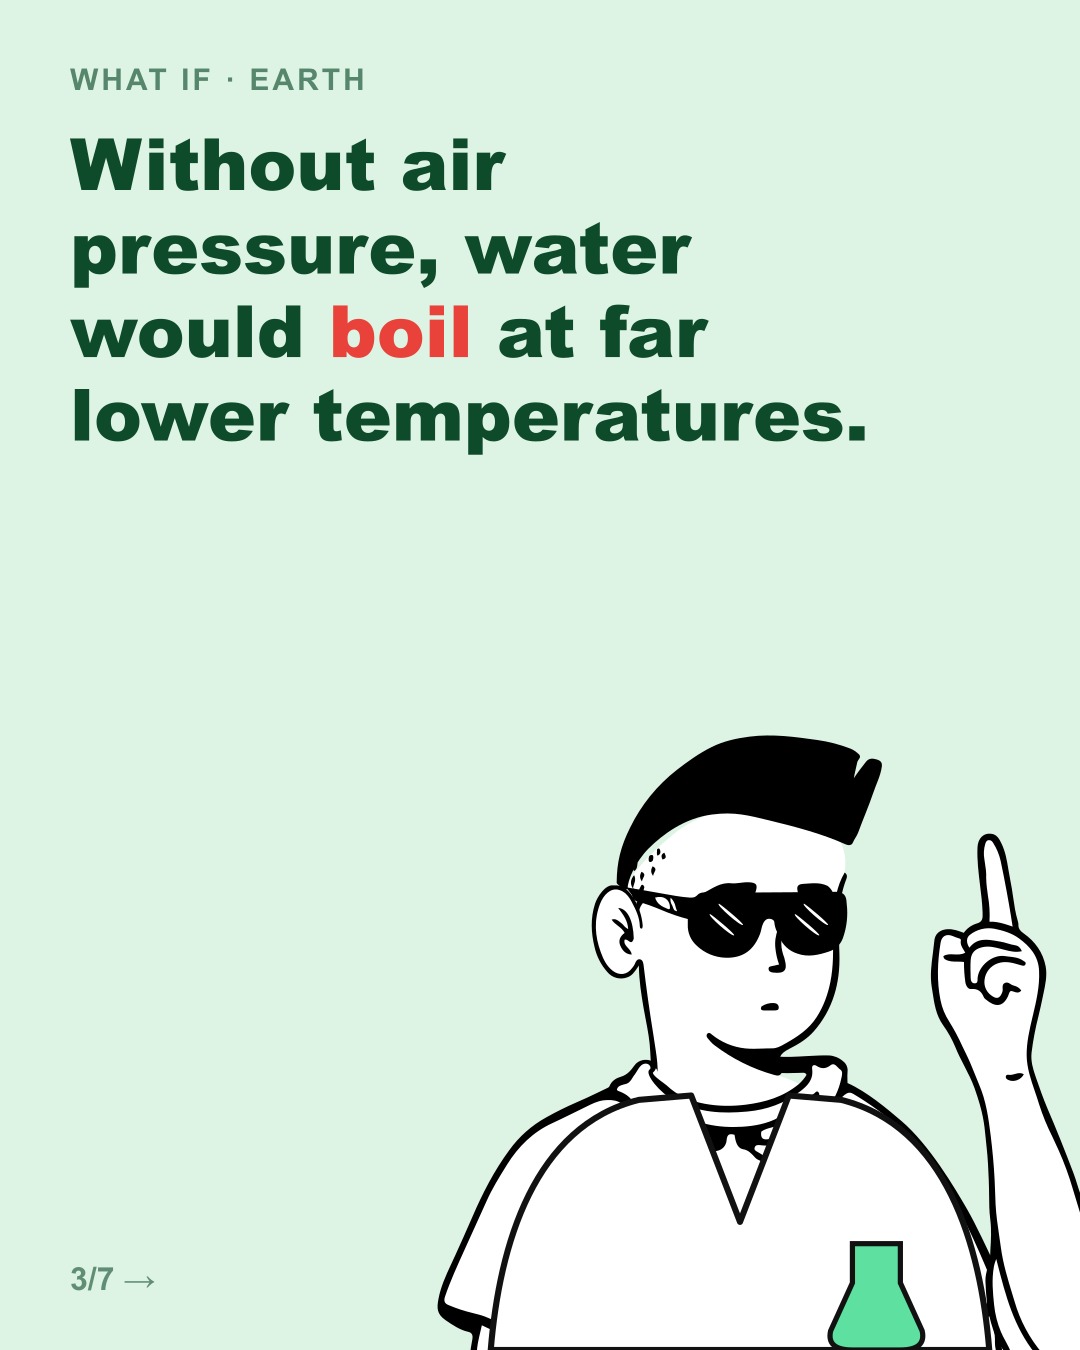 WHAT IF · EARTH
Without air
pressure, water
would boil at far
lower temperatures.
3/7 →